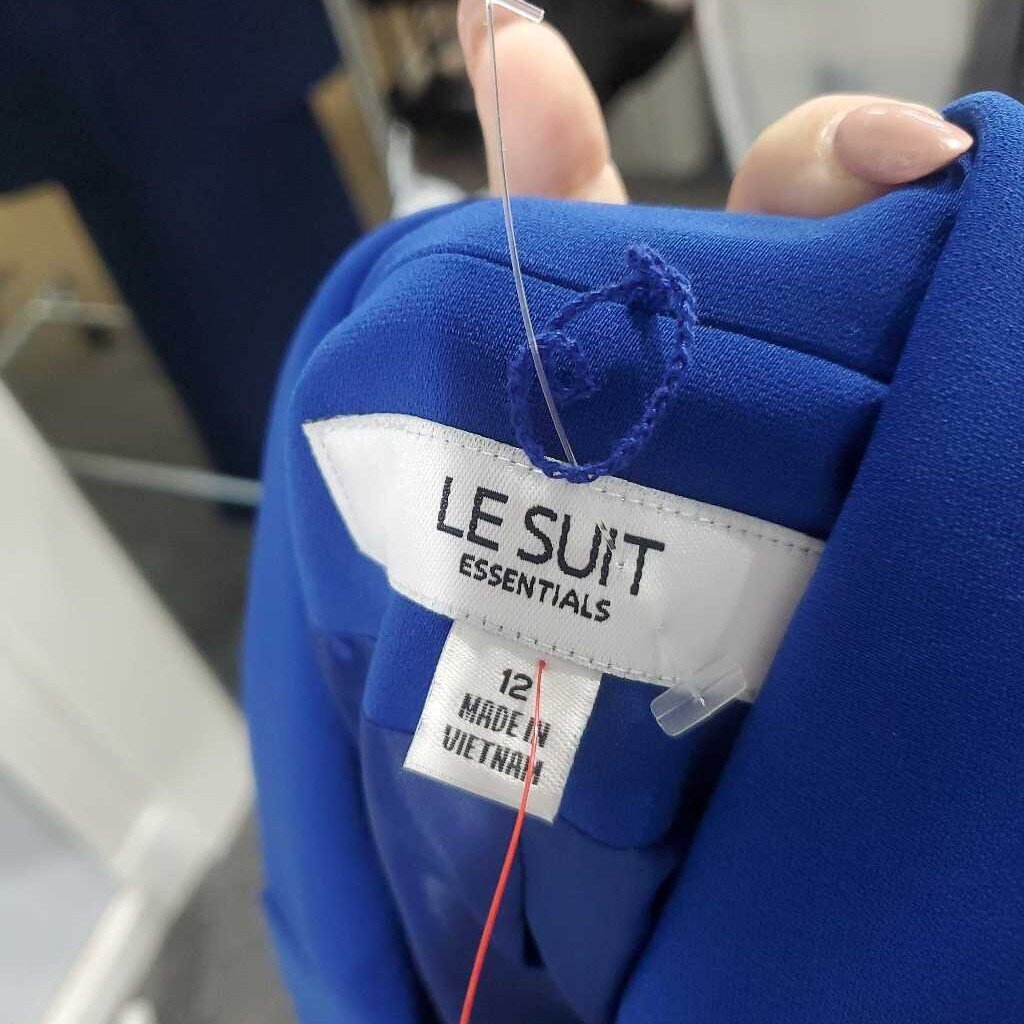 LE SUIT
ESSENTIALS
12
MADE IN
VIETNAM